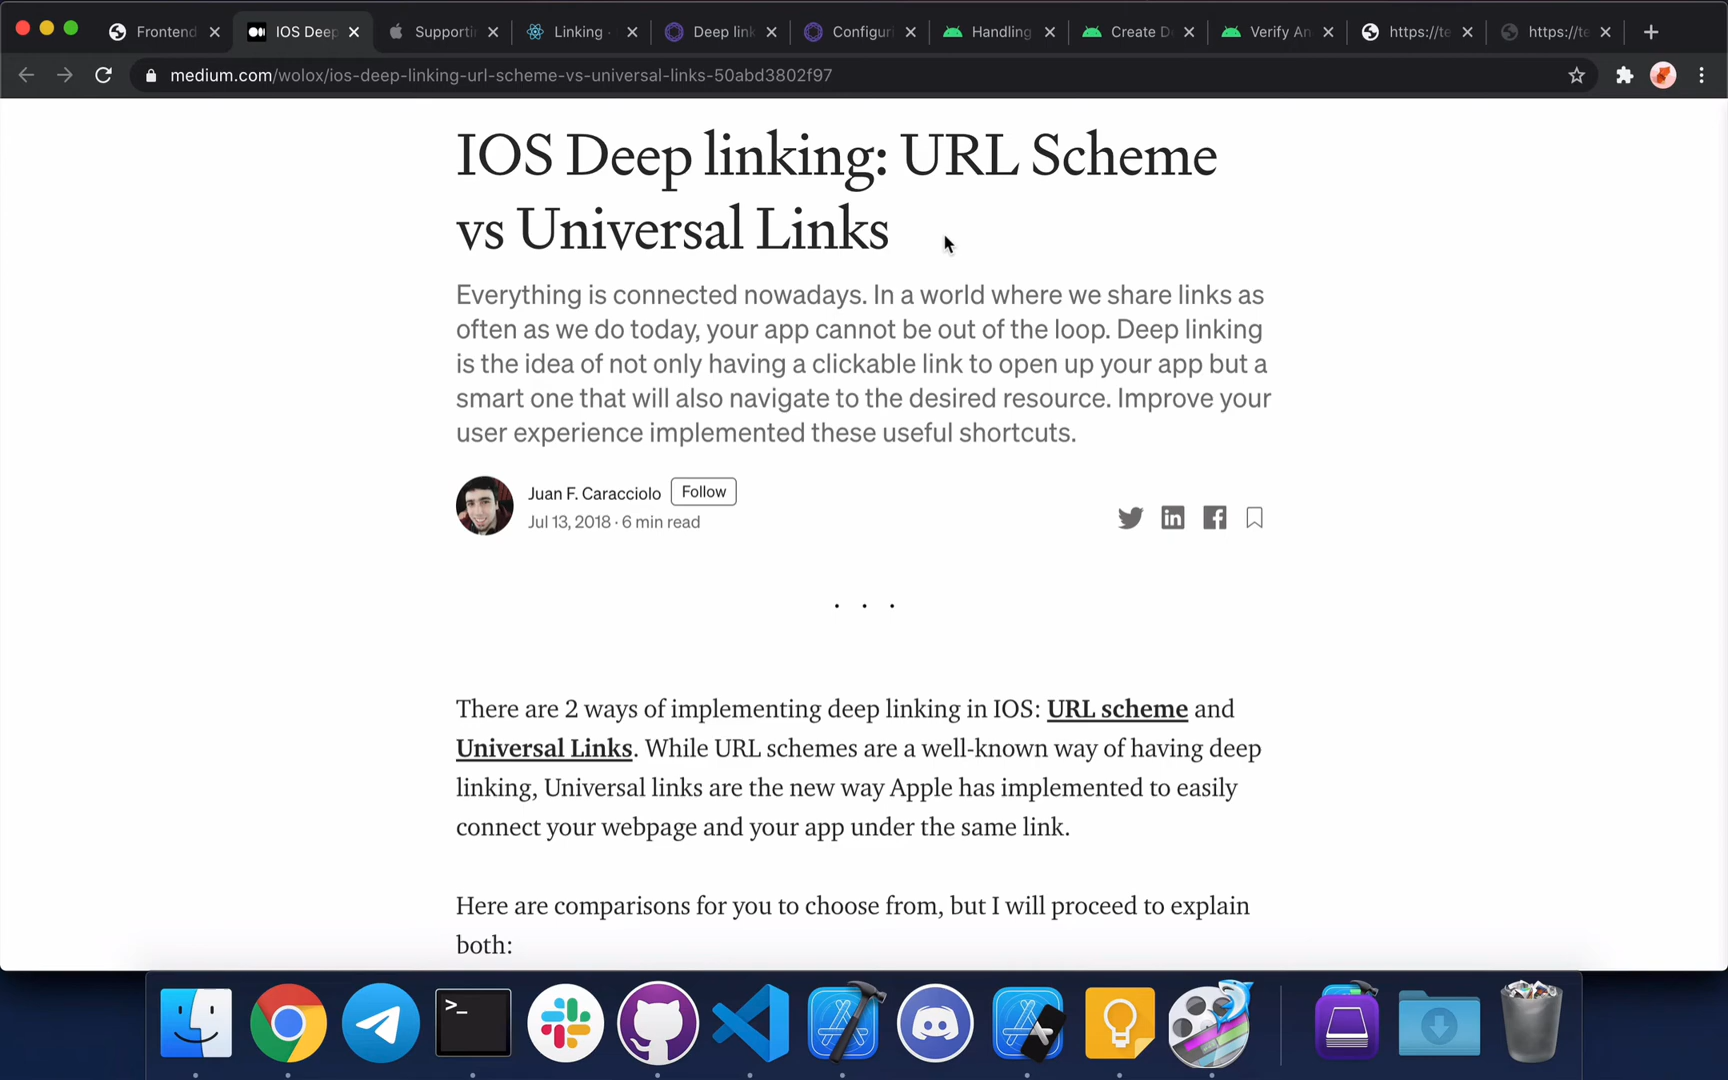 Frontend
IOS Deep
Supportin
Linking ·
Deep link
Configuri
Handling
Create D
Verify An
https://te
https://te
medium.com/wolox/ios-deep-linking-url-scheme-vs-universal-links-50abd3802f97
IOS Deep linking: URL Scheme
vs Universal Links
Everything is connected nowadays. In a world where we share links as
often as we do today, your app cannot be out of the loop. Deep linking
is the idea of not only having a clickable link to open up your app but a
smart one that will also navigate to the desired resource. Improve your
user experience implemented these useful shortcuts.
Juan F. Caracciolo
Follow
Jul 13, 2018 · 6 min read
. . .
There are 2 ways of implementing deep linking in IOS: URL scheme and
Universal Links. While URL schemes are a well-known way of having deep
linking, Universal links are the new way Apple has implemented to easily
connect your webpage and your app under the same link.
Here are comparisons for you to choose from, but I will proceed to explain
both: